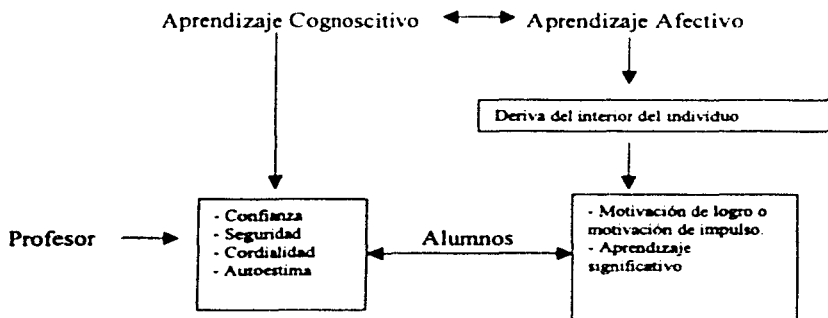 Aprendizaje Cognoscitivo
Aprendizaje Afectivo
Deriva del interior del individuo
Profesor
- Confianza
- Seguridad
- Cordialidad
- Autoestima
Alumnos
- Motivación de logro o
motivación de impulso.
- Aprendizaje
significativo